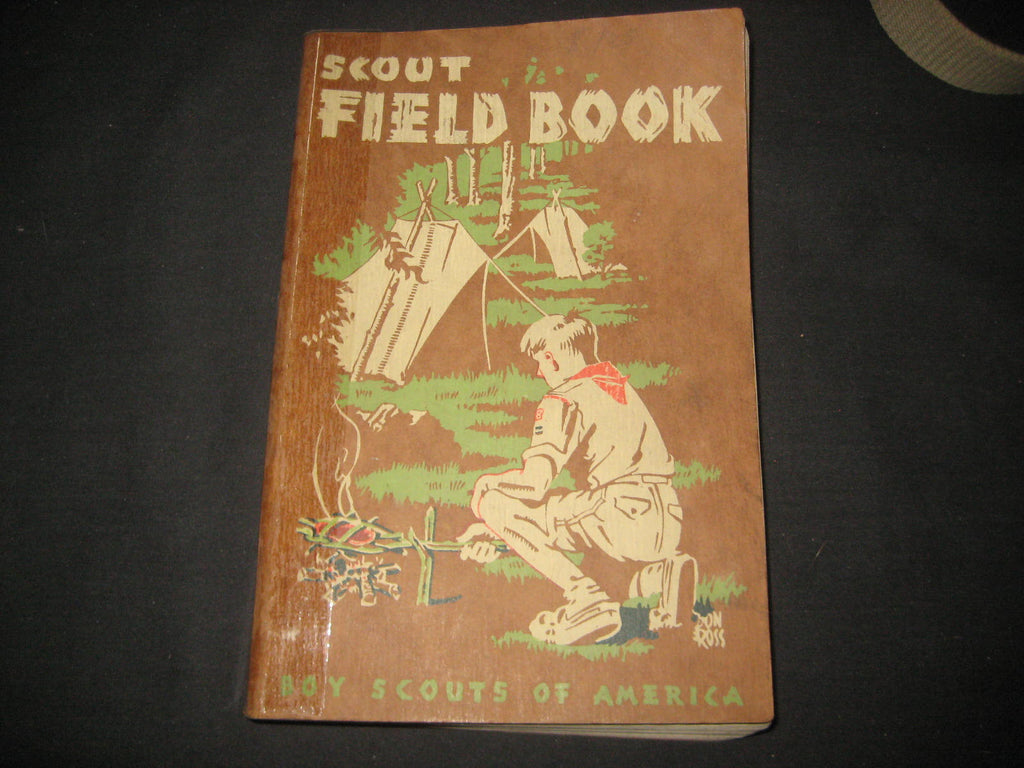 SCOUT
FIELD BOOK
DON
ROSS
BOY SCOUTS OF AMERICA